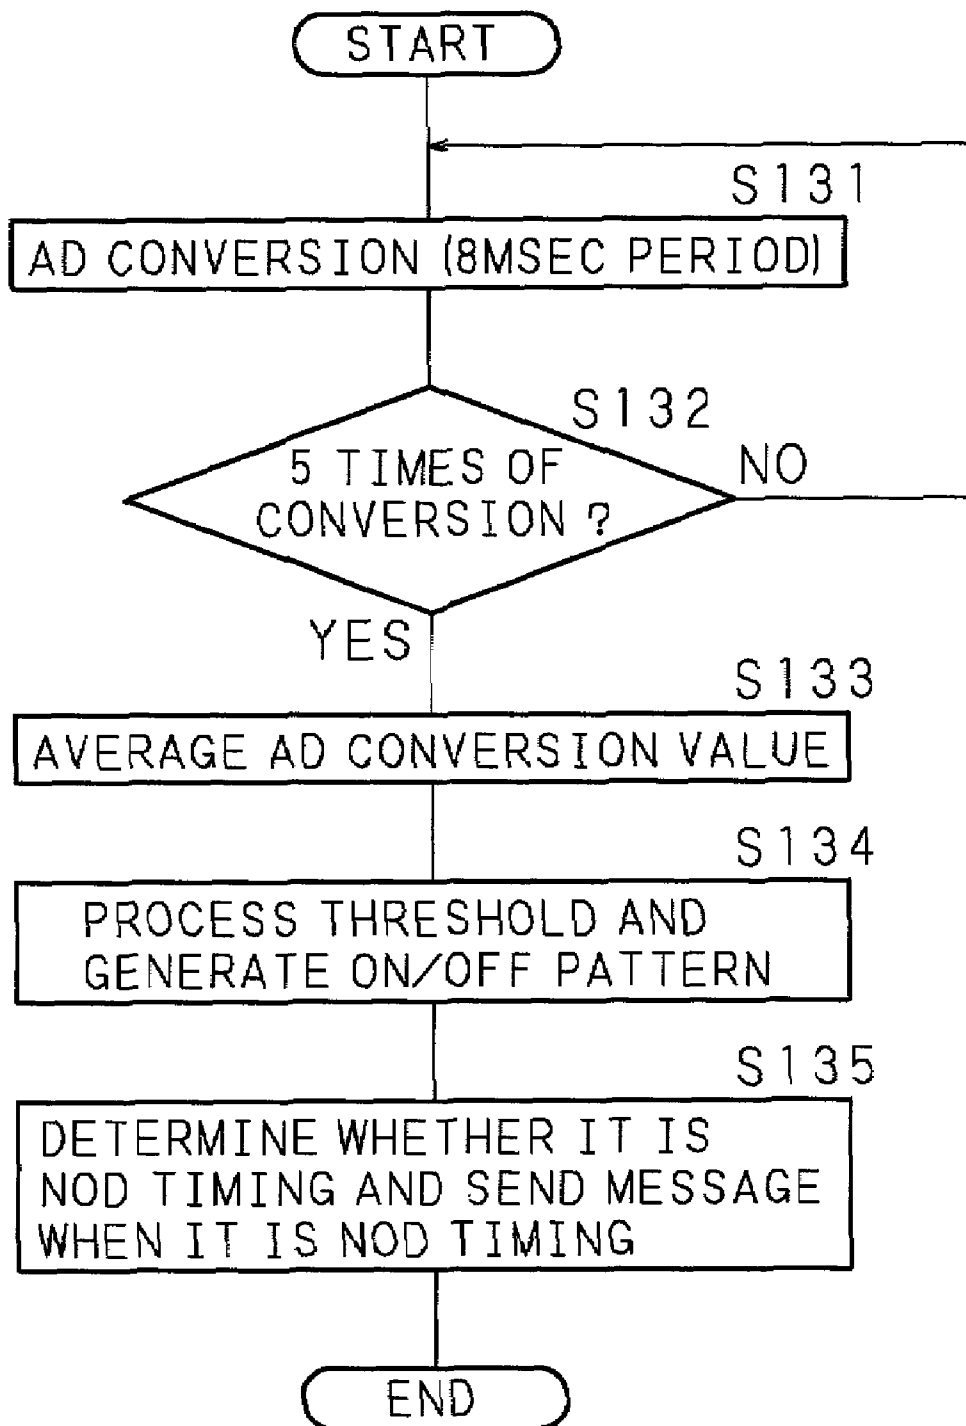 START
S131
AD CONVERSION (8MSEC PERIOD)
S132
5 TIMES OF
CONVERSION ?
NO
YES
S133
AVERAGE AD CONVERSION VALUE
S134
PROCESS THRESHOLD AND
GENERATE ON/OFF PATTERN
S135
DETERMINE WHETHER IT IS
NOD TIMING AND SEND MESSAGE
WHEN IT IS NOD TIMING
END